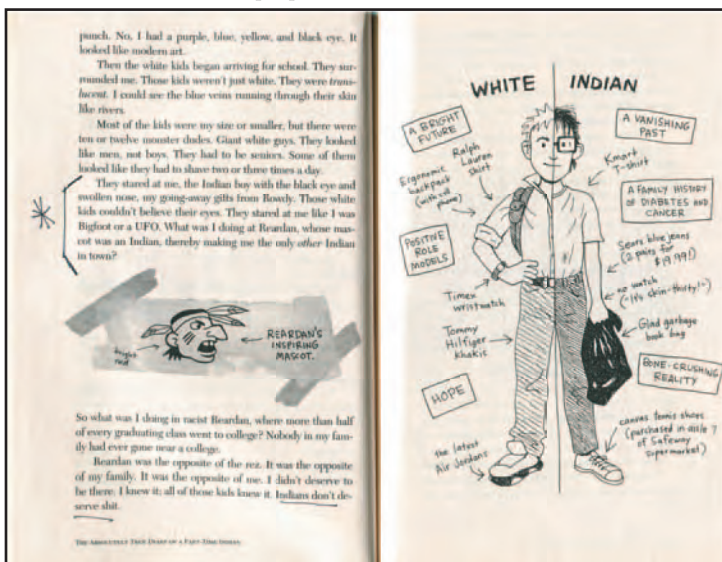 punch. No, I had a purple, blue, yellow, and black eye. It
looked like modern art.
Then the white kids began arriving for school. They sur-
rounded me. Those kids weren't just white. They were trans-
lucent. I could see the blue veins running through their skin
like rivers.
Most of the kids were my size or smaller, but there were
ten or twelve monster dudes. Giant white guys. They looked
like men, not boys. They had to be seniors. Some of them
looked like they had to shave two or three times a day.
They stared at me, the Indian boy with the black eye and
swollen nose, my going-away gifts from Rowdy. Those white
kids couldn't believe their eyes. They stared at me like I was
Bigfoot or a UFO. What was I doing at Reardan, whose mas-
cot was an Indian, thereby making me the only other Indian
in town?
bright
red
REARDAN'S
INSPIRING
MASCOT.
So what was I doing in racist Reardan, where more than half
of every graduating class went to college? Nobody in my fam-
ily had ever gone near a college.
Reardan was the opposite of the rez. It was the opposite
of my family. It was the opposite of me. I didn't deserve to
be there. I knew it; all of those kids knew it. Indians don't de-
serve shit.
THE ABSOLUTELY TRUE DIARY OF A PART-TIME INDIAN
WHITE
INDIAN
A BRIGHT
FUTURE
Ralph
Lauren
shirt
Ergonomic
backpack
(with cell
phone)
POSITIVE
ROLE
MODELS
Timex
wristwatch
Tommy
Hilfiger
khakis
HOPE
the latest
Air Jordans
A VANISHING
PAST
Kmart
T-shirt
A FAMILY HISTORY
OF DIABETES AND
CANCER
Sears blue jeans
(2 pairs for
$19.99!)
no watch
("It's skin-thirty!")
Glad garbage
book bag
BONE-CRUSHING
REALITY
canvas tennis shoes
(purchased in aisle 7
of Safeway
supermarket)